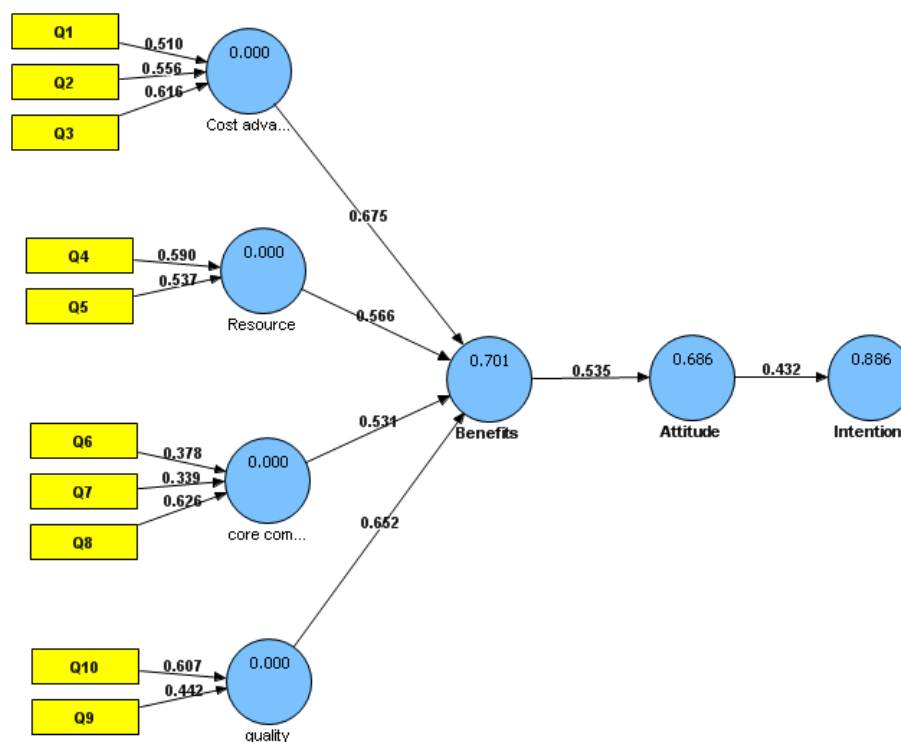 Q1
0.510
0.000
Q2
0.556
Q3
0.616
Cost adva...
0.675
Q4
0.590
0.000
Q5
0.537
Resource
0.566
0.701
0.535
0.686
0.432
0.886
Benefits
Attitude
Intention
Q6
0.378
0.000
Q7
0.339
Q8
0.626
core com...
0.531
0.652
Q10
0.607
0.000
Q9
0.442
quality